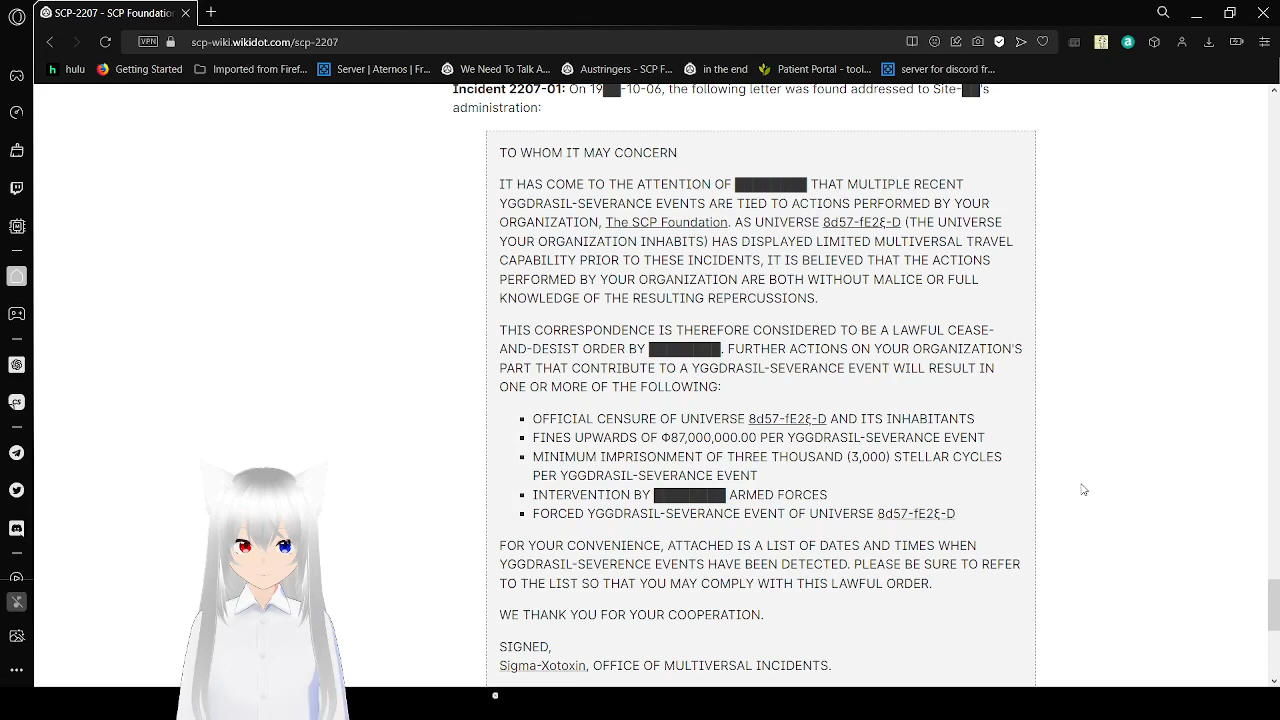 SCP-2207 - SCP Foundation
VPN
scp-wiki.wikidot.com/scp-2207
hulu
Getting Started
Imported from Firef...
Server | Aternos | Fr...
We Need To Talk A...
Austringers - SCP F...
in the end
Patient Portal - tool...
server for discord fr...
Incident 2207-01: On 19██-10-06, the following letter was found addressed to Site-██'s
administration:
TO WHOM IT MAY CONCERN
IT HAS COME TO THE ATTENTION OF ████████ THAT MULTIPLE RECENT
YGGDRASIL-SEVERANCE EVENTS ARE TIED TO ACTIONS PERFORMED BY YOUR
ORGANIZATION, The SCP Foundation. AS UNIVERSE 8d57-fE2ξ-D (THE UNIVERSE
YOUR ORGANIZATION INHABITS) HAS DISPLAYED LIMITED MULTIVERSAL TRAVEL
CAPABILITY PRIOR TO THESE INCIDENTS, IT IS BELIEVED THAT THE ACTIONS
PERFORMED BY YOUR ORGANIZATION ARE BOTH WITHOUT MALICE OR FULL
KNOWLEDGE OF THE RESULTING REPERCUSSIONS.
THIS CORRESPONDENCE IS THEREFORE CONSIDERED TO BE A LAWFUL CEASE-
AND-DESIST ORDER BY ████████. FURTHER ACTIONS ON YOUR ORGANIZATION'S
PART THAT CONTRIBUTE TO A YGGDRASIL-SEVERANCE EVENT WILL RESULT IN
ONE OR MORE OF THE FOLLOWING:
OFFICIAL CENSURE OF UNIVERSE 8d57-fE2ξ-D AND ITS INHABITANTS
FINES UPWARDS OF Φ87,000,000.00 PER YGGDRASIL-SEVERANCE EVENT
MINIMUM IMPRISONMENT OF THREE THOUSAND (3,000) STELLAR CYCLES
PER YGGDRASIL-SEVERANCE EVENT
INTERVENTION BY ████████ ARMED FORCES
FORCED YGGDRASIL-SEVERANCE EVENT OF UNIVERSE 8d57-fE2ξ-D
FOR YOUR CONVENIENCE, ATTACHED IS A LIST OF DATES AND TIMES WHEN
YGGDRASIL-SEVERENCE EVENTS HAVE BEEN DETECTED. PLEASE BE SURE TO REFER
TO THE LIST SO THAT YOU MAY COMPLY WITH THIS LAWFUL ORDER.
WE THANK YOU FOR YOUR COOPERATION.
SIGNED,
Sigma-Xotoxin, OFFICE OF MULTIVERSAL INCIDENTS.